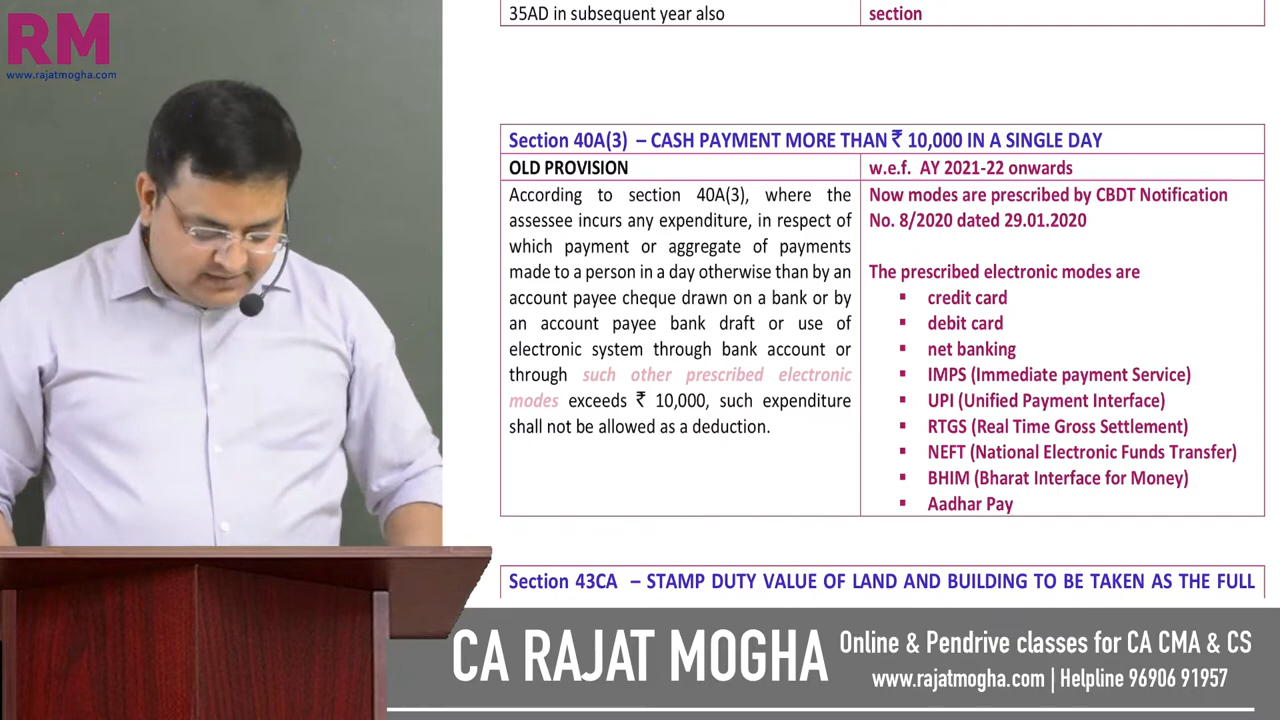 RM
www.rajatmogha.com
35AD in subsequent year also
section
Section 40A(3) – CASH PAYMENT MORE THAN ₹ 10,000 IN A SINGLE DAY
OLD PROVISION
w.e.f. AY 2021-22 onwards
According to section 40A(3), where the
assessee incurs any expenditure, in respect of
which payment or aggregate of payments
made to a person in a day otherwise than by an
account payee cheque drawn on a bank or by
an account payee bank draft or use of
electronic system through bank account or
through such other prescribed electronic
modes exceeds ₹ 10,000, such expenditure
shall not be allowed as a deduction.
Now modes are prescribed by CBDT Notification
No. 8/2020 dated 29.01.2020
The prescribed electronic modes are
▪ credit card
▪ debit card
▪ net banking
▪ IMPS (Immediate payment Service)
▪ UPI (Unified Payment Interface)
▪ RTGS (Real Time Gross Settlement)
▪ NEFT (National Electronic Funds Transfer)
▪ BHIM (Bharat Interface for Money)
▪ Aadhar Pay
Section 43CA – STAMP DUTY VALUE OF LAND AND BUILDING TO BE TAKEN AS THE FULL
CA RAJAT MOGHA
Online & Pendrive classes for CA CMA & CS
www.rajatmogha.com | Helpline 96906 91957